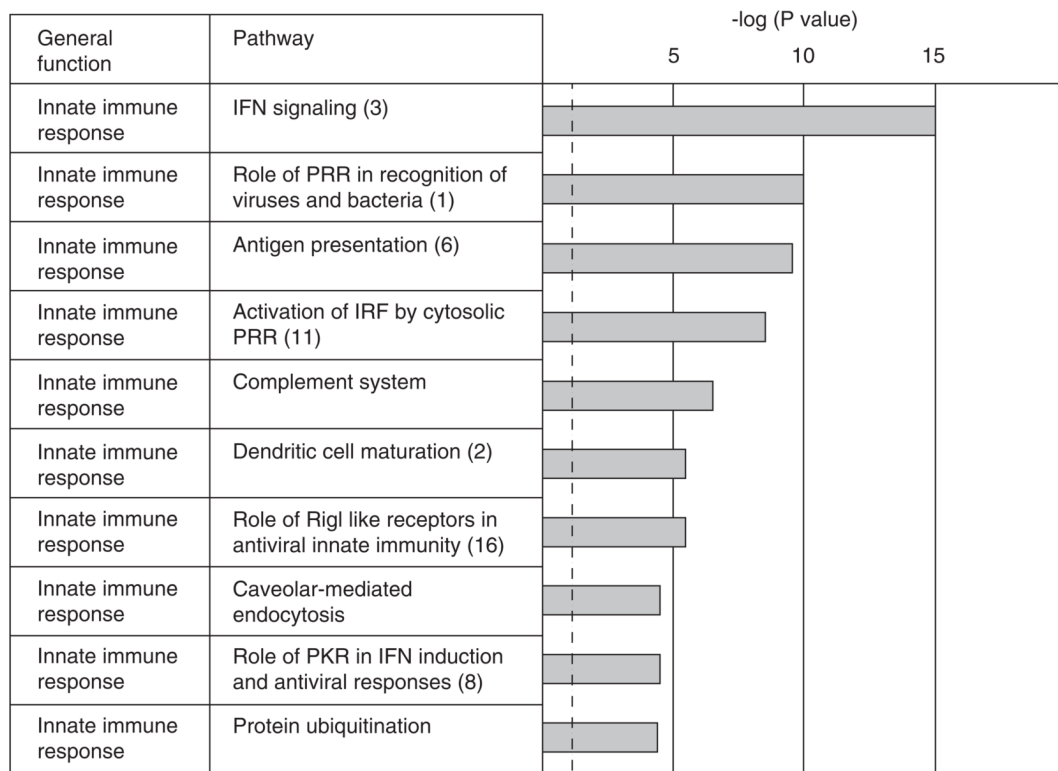 -log (P value)
General
function
Pathway
5
10
15
Innate immune
response
IFN signaling (3)
Innate immune
response
Role of PRR in recognition of
viruses and bacteria (1)
Innate immune
response
Antigen presentation (6)
Innate immune
response
Activation of IRF by cytosolic
PRR (11)
Innate immune
response
Complement system
Innate immune
response
Dendritic cell maturation (2)
Innate immune
response
Role of Rigl like receptors in
antiviral innate immunity (16)
Innate immune
response
Caveolar-mediated
endocytosis
Innate immune
response
Role of PKR in IFN induction
and antiviral responses (8)
Innate immune
response
Protein ubiquitination